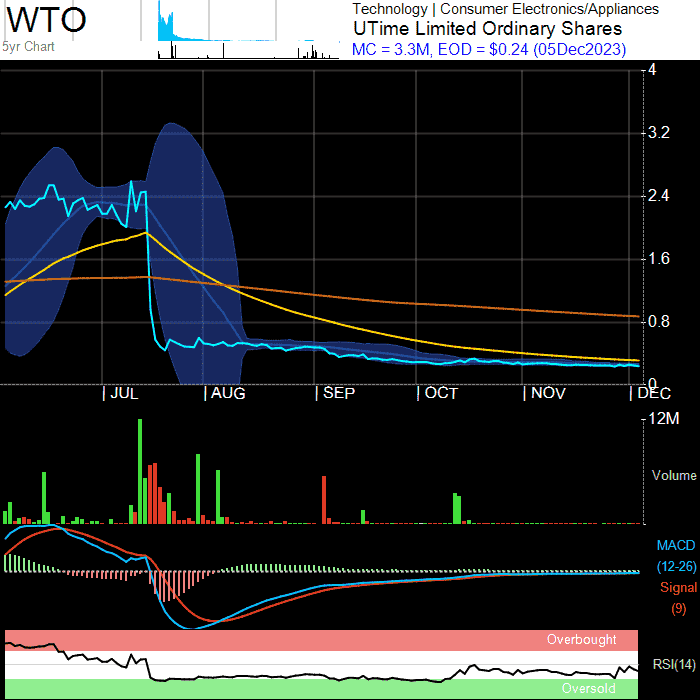 WTO
5yr Chart
Technology | Consumer Electronics/Appliances
UTime Limited Ordinary Shares
MC = 3.3M, EOD = $0.24 (05Dec2023)
4
3.2
2.4
1.6
0.8
0
| JUL | AUG | SEP | OCT | NOV | DEC
12M
Volume
MACD
(12-26)
Signal
(9)
Overbought
RSI(14)
Oversold